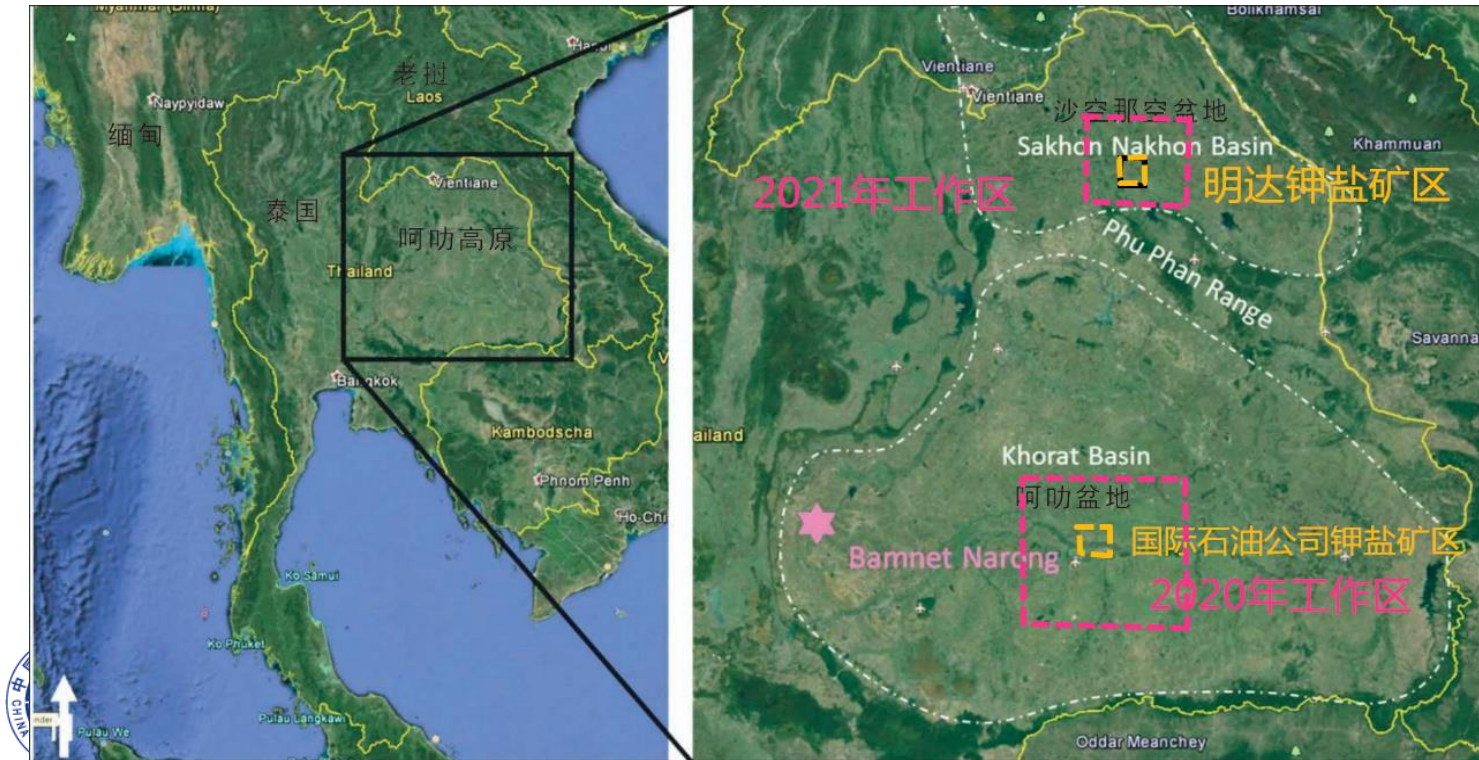 Myanmar (Birma)
Hanoi
老挝
Laos
Naypyidaw
缅甸
Vientiane
泰国
呵叻高原
Thailand
Bangkok
Kambodscha
Phnom Penh
Ho-Chi
Ko Samui
Ko Phuket
Pulau Langkawi
Pulau We
中
CHINA
Bolikhamsai
Vientiane
Vientiane
沙空那空盆地
Khammuan
Sakhon Nakhon Basin
2021年工作区
明达钾盐矿区
Phu Phan Range
Savanna
ailand
Khorat Basin
呵叻盆地
Bamnet Narong
国际石油公司钾盐矿区
2020年工作区
Oddar Meanchey